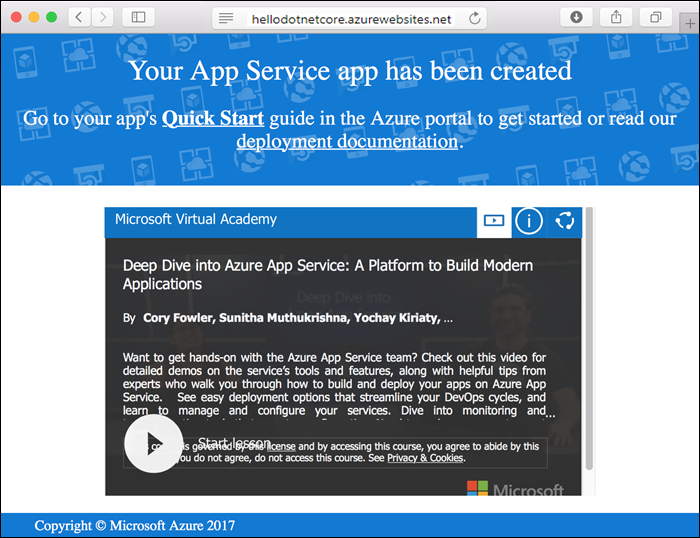 hellodotnetcore.azurewebsites.net
Your App Service app has been created
Go to your app's Quick Start guide in the Azure portal to get started or read our
deployment documentation.
Microsoft Virtual Academy
Deep Dive into Azure App Service: A Platform to Build Modern
Applications
By Cory Fowler, Sunitha Muthukrishna, Yochay Kiriaty, ...
Want to get hands-on with the Azure App Service team? Check out this video for
detailed demos on the service's tools and features, along with helpful tips from
experts who walk you through how to build and deploy your apps on Azure App
Service. See easy deployment options that streamline your DevOps cycles, and
learn to manage and configure your services. Dive into monitoring and
...
Start lesson
is governed by this license and by accessing this course, you agree to abide by this
you do not agree, do not access this course. See Privacy & Cookies.
Microsoft
Copyright © Microsoft Azure 2017